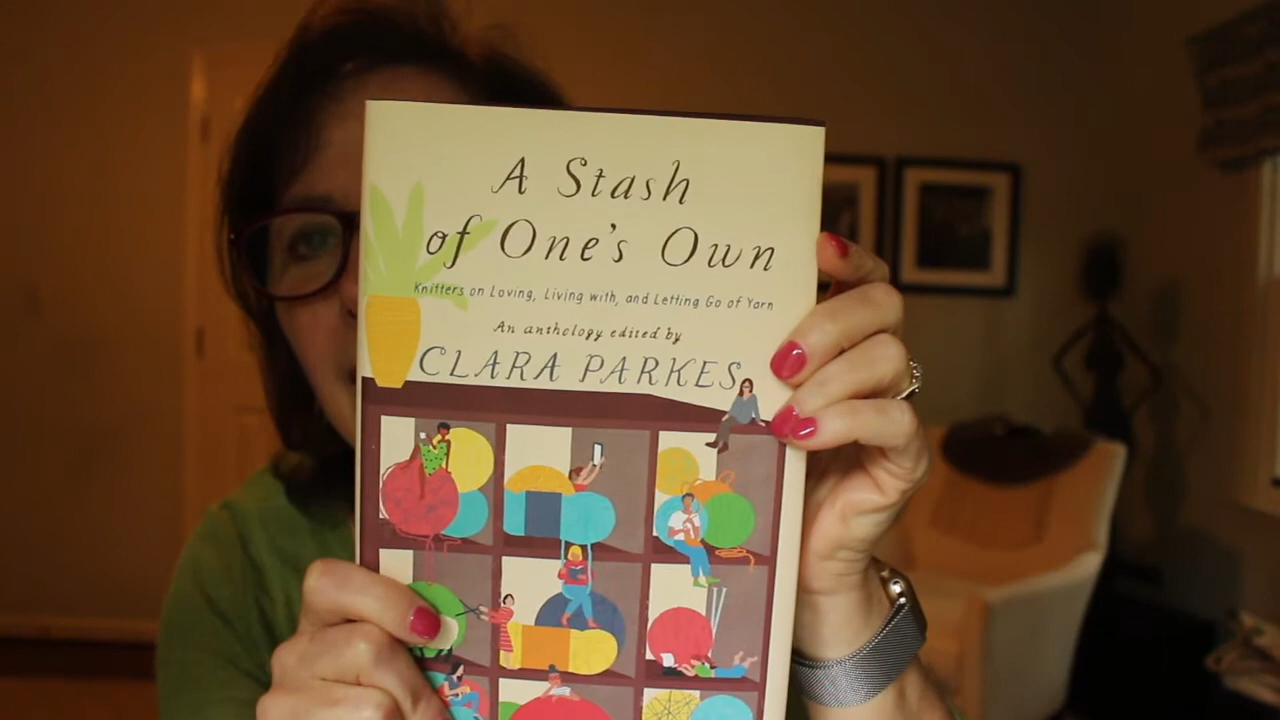 A Stash
of One's Own
Knitters on Loving, Living with, and Letting Go of Yarn
An anthology edited by
CLARA PARKES